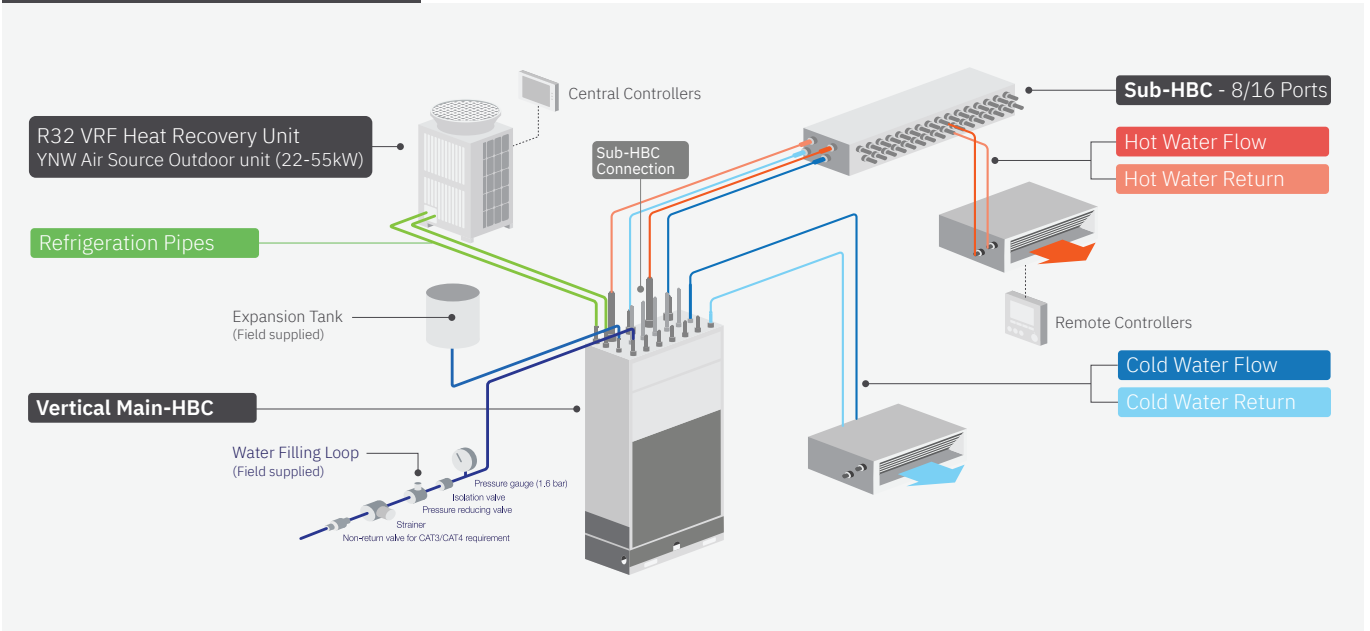 Central Controllers
Sub-HBC - 8/16 Ports
R32 VRF Heat Recovery Unit
YNW Air Source Outdoor unit (22-55kW)
Hot Water Flow
Hot Water Return
Sub-HBC
Connection
Refrigeration Pipes
Expansion Tank
(Field supplied)
Remote Controllers
Cold Water Flow
Cold Water Return
Vertical Main-HBC
Water Filling Loop
(Field supplied)
Pressure gauge (1.6 bar)
Isolation valve
Pressure reducing valve
Strainer
Non-return valve for CAT3/CAT4 requirement